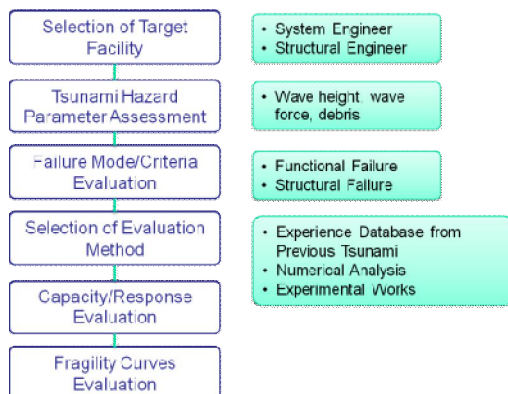 Selection of Target
Facility
• System Engineer
• Structural Engineer
Tsunami Hazard
Parameter Assessment
• Wave height, wave
force, debris
Failure Mode/Criteria
Evaluation
• Functional Failure
• Structural Failure
Selection of Evaluation
Method
• Experience Database from
Previous Tsunami
• Numerical Analysis
• Experimental Works
Capacity/Response
Evaluation
Fragility Curves
Evaluation